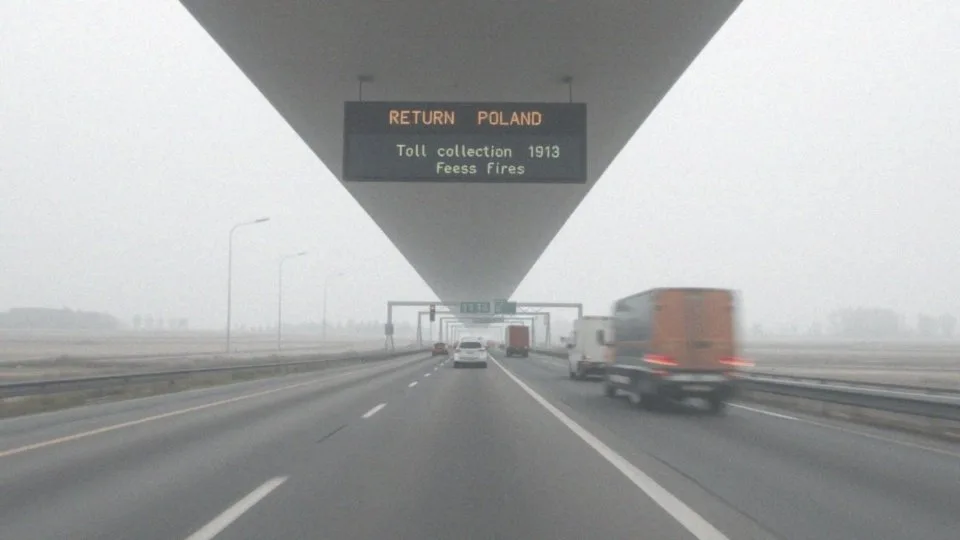 RETURN POLAND
Toll collection 1913
Feess fires